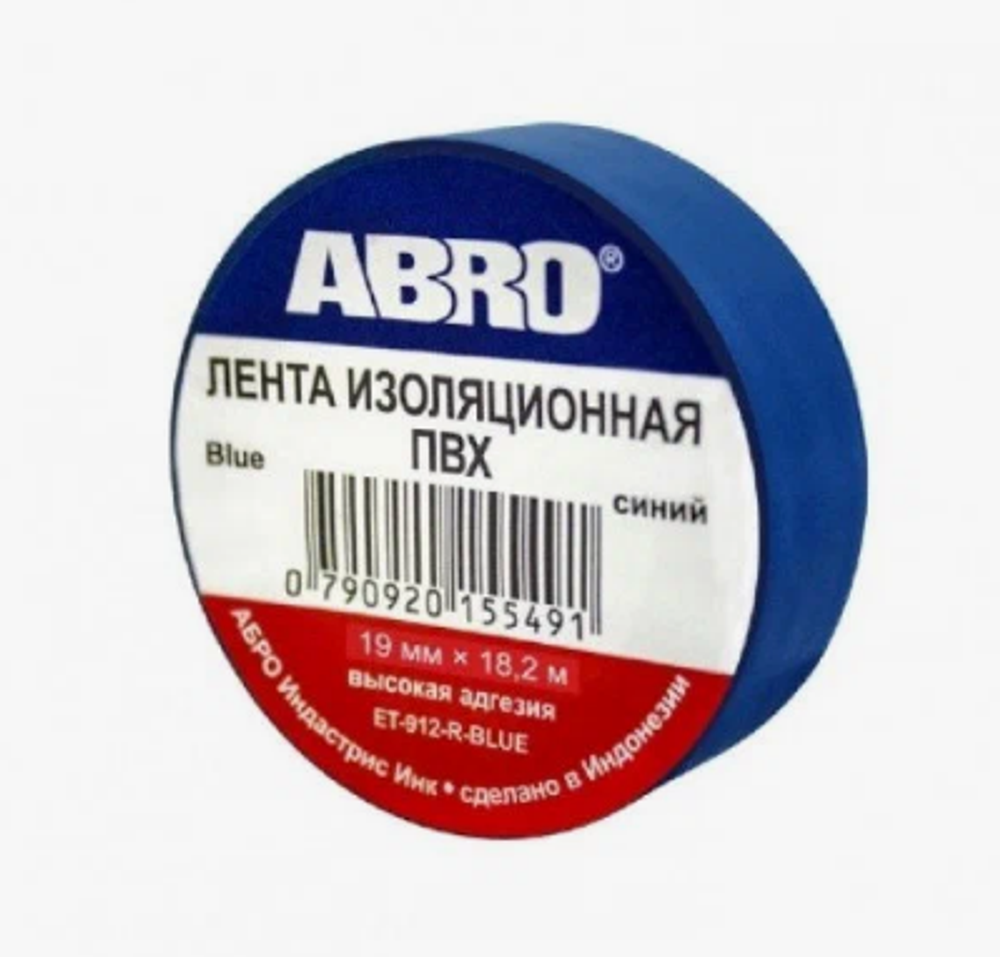 ABRO®
ЛЕНТА ИЗОЛЯЦИОННАЯ
ПВХ
Blue
синий
0 790920 155491
19 мм × 18,2 м
высокая адгезия
ET-912-R-BLUE
АБРО Индастрис Инк • сделано в Индонезии